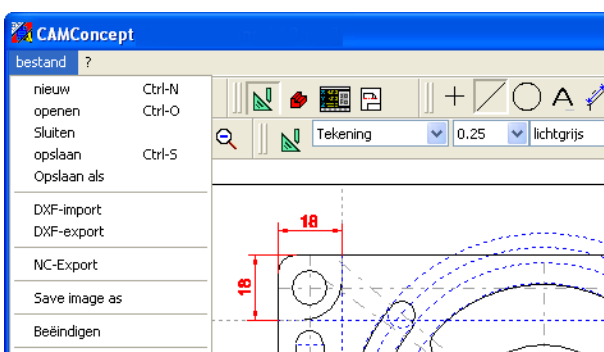 CAMConcept
bestand ?
nieuw Ctrl-N
openen Ctrl-O
Sluiten
opslaan Ctrl-S
Opslaan als
DXF-import
DXF-export
NC-Export
Save image as
Beëindigen
Tekening 0.25 lichtgrijs
18
18